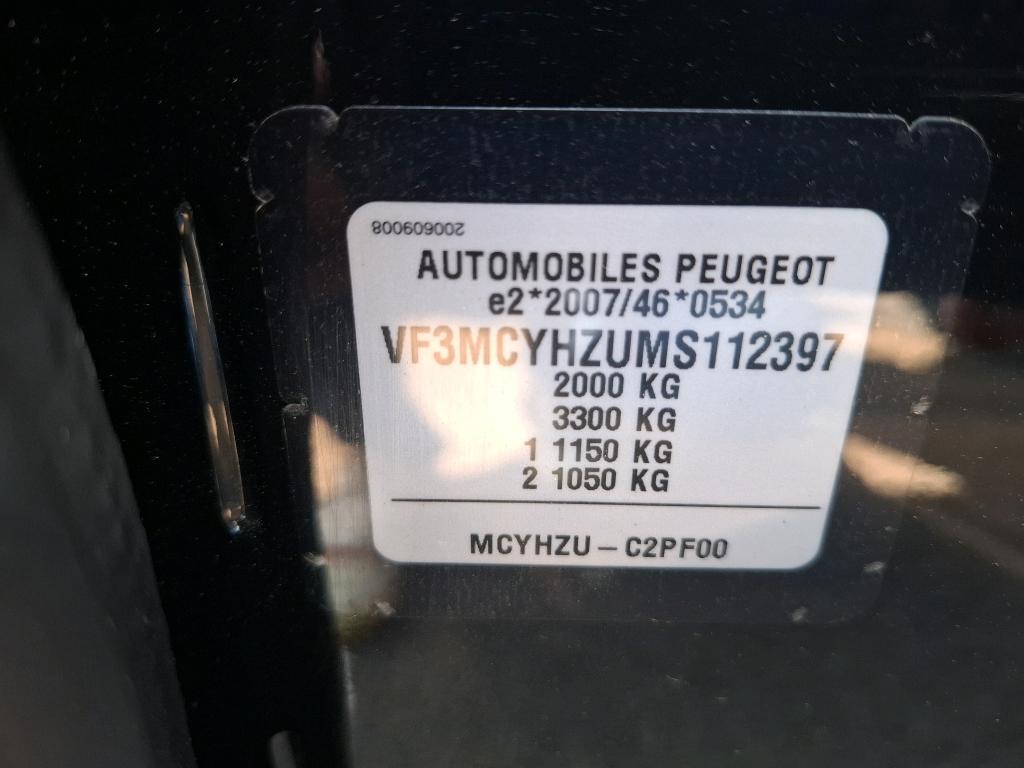 200609008
AUTOMOBILES PEUGEOT
e2*2007/46*0534
VF3MCYHZUMS112397
2000 KG
3300 KG
1 1150 KG
2 1050 KG
MCYHZU – C2PF00